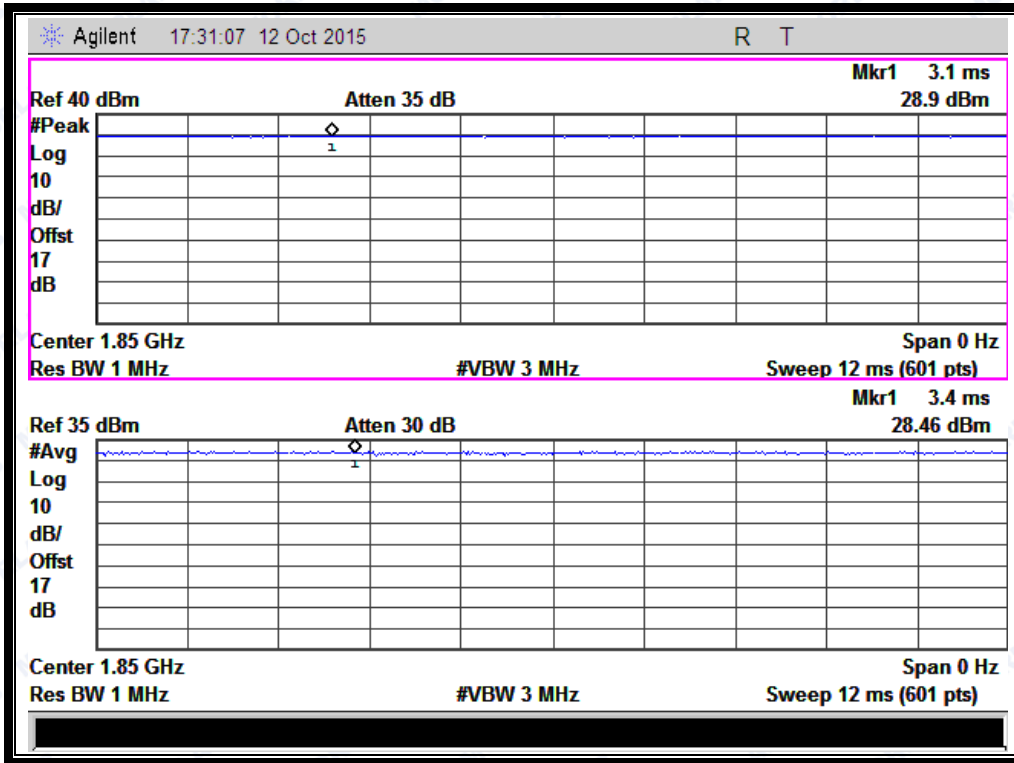 Agilent 17:31:07 12 Oct 2015 R T
Mkr1 3.1 ms
Ref 40 dBm Atten 35 dB 28.9 dBm
#Peak
1
Log
10
dB/
Offst
17
dB
Center 1.85 GHz Span 0 Hz
Res BW 1 MHz #VBW 3 MHz Sweep 12 ms (601 pts)
Mkr1 3.4 ms
Ref 35 dBm Atten 30 dB 28.46 dBm
#Avg
1
Log
10
dB/
Offst
17
dB
Center 1.85 GHz Span 0 Hz
Res BW 1 MHz #VBW 3 MHz Sweep 12 ms (601 pts)